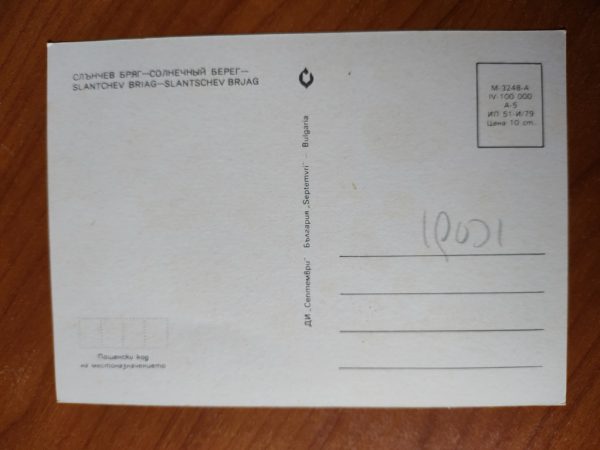 СЛЪНЧЕВ БРЯГ—СОЛНЕЧНЫЙ БЕРЕГ—
SLANTCHEV BRIAG—SLANTSCHEV BRJAG
ДИ „Септември" България „Septemvri" - Bulgaria
М-3248-А
IV-100 000
А-5
ИП 51-И/79
Цена 10 ст.
Пощенски код
на местоназначението